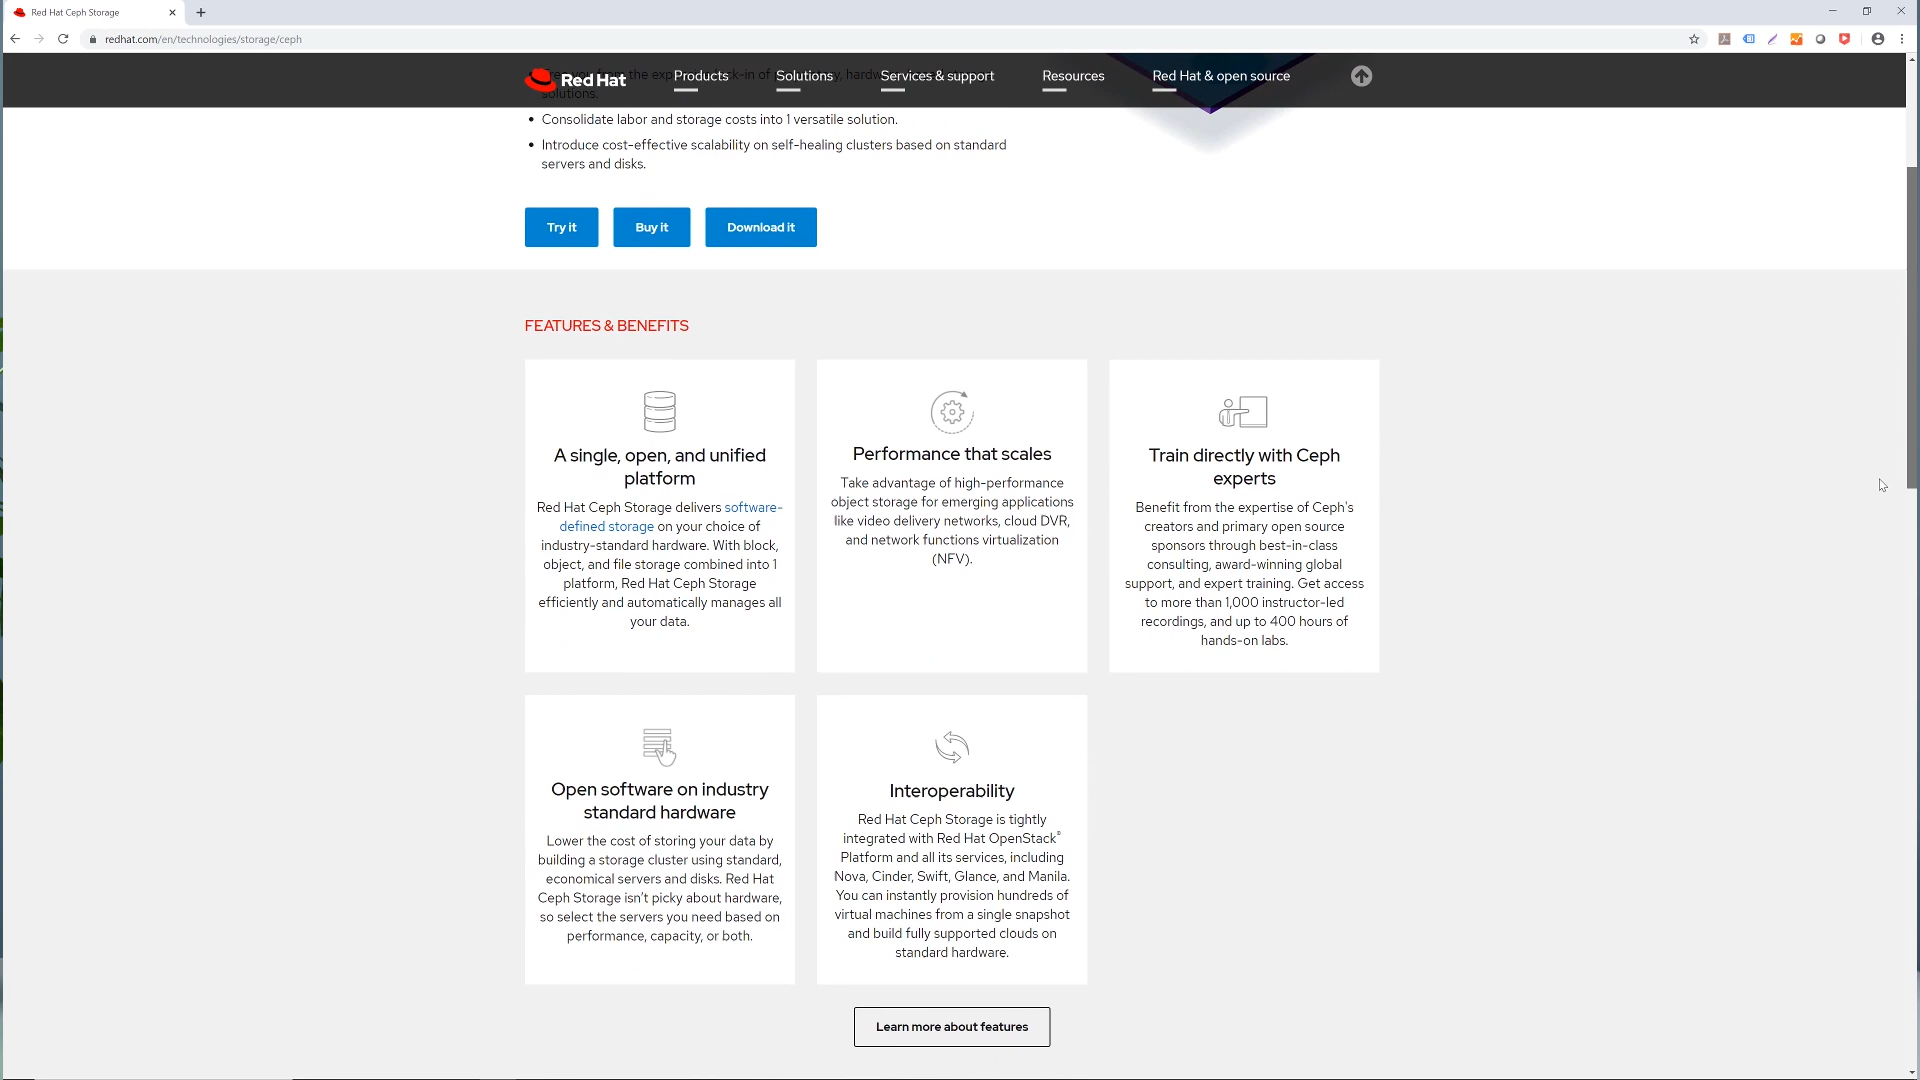 Red Hat Ceph Storage
redhat.com/en/technologies/storage/ceph
Red Hat
Products
Solutions
Services & support
Resources
Red Hat & open source
solutions.
Consolidate labor and storage costs into 1 versatile solution.
Introduce cost-effective scalability on self-healing clusters based on standard
servers and disks.
Try it
Buy it
Download it
FEATURES & BENEFITS
A single, open, and unified
platform
Red Hat Ceph Storage delivers software-
defined storage on your choice of
industry-standard hardware. With block,
object, and file storage combined into 1
platform, Red Hat Ceph Storage
efficiently and automatically manages all
your data.
Performance that scales
Take advantage of high-performance
object storage for emerging applications
like video delivery networks, cloud DVR,
and network functions virtualization
(NFV).
Train directly with Ceph
experts
Benefit from the expertise of Ceph's
creators and primary open source
sponsors through best-in-class
consulting, award-winning global
support, and expert training. Get access
to more than 1,000 instructor-led
recordings, and up to 400 hours of
hands-on labs.
Open software on industry
standard hardware
Lower the cost of storing your data by
building a storage cluster using standard,
economical servers and disks. Red Hat
Ceph Storage isn't picky about hardware,
so select the servers you need based on
performance, capacity, or both.
Interoperability
Red Hat Ceph Storage is tightly
integrated with Red Hat OpenStack®
Platform and all its services, including
Nova, Cinder, Swift, Glance, and Manila.
You can instantly provision hundreds of
virtual machines from a single snapshot
and build fully supported clouds on
standard hardware.
Learn more about features